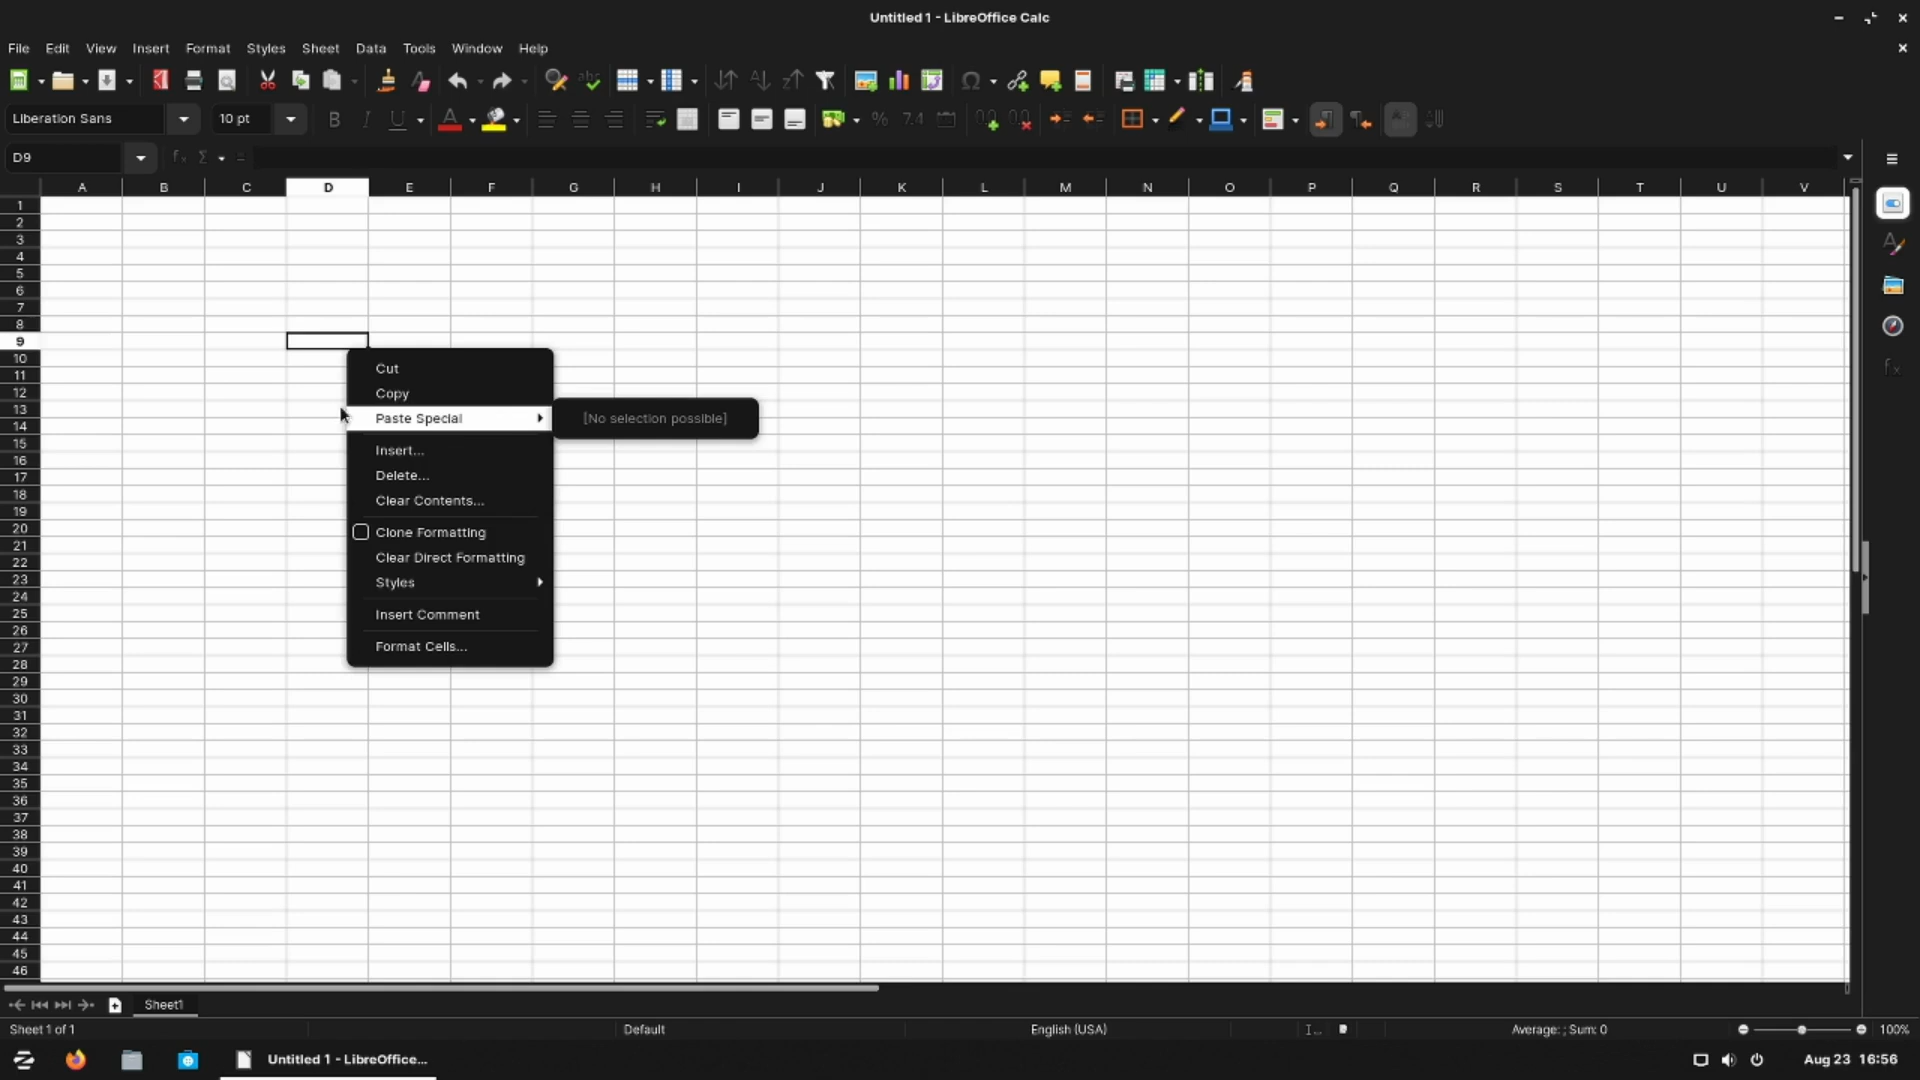 Untitled 1 - LibreOffice Calc
File Edit View Insert Format Styles Sheet Data Tools Window Help
Liberation Sans 10 pt
D9
A B C D E F G H I J K L M N O P Q R S T U V
1
2
3
4
5
6
7
8
9
10
11
12
13
14
15
16
17
18
19
20
21
22
23
24
25
26
27
28
29
30
31
32
33
34
35
36
37
38
39
40
41
42
43
44
45
46
Cut
Copy
Paste Special
[No selection possible]
Insert...
Delete...
Clear Contents...
Clone Formatting
Clear Direct Formatting
Styles
Insert Comment
Format Cells...
Sheet1
Sheet 1 of 1 Default English (USA) I... Average: ; Sum: 0 100%
Untitled 1 - LibreOffice... Aug 23 16:56